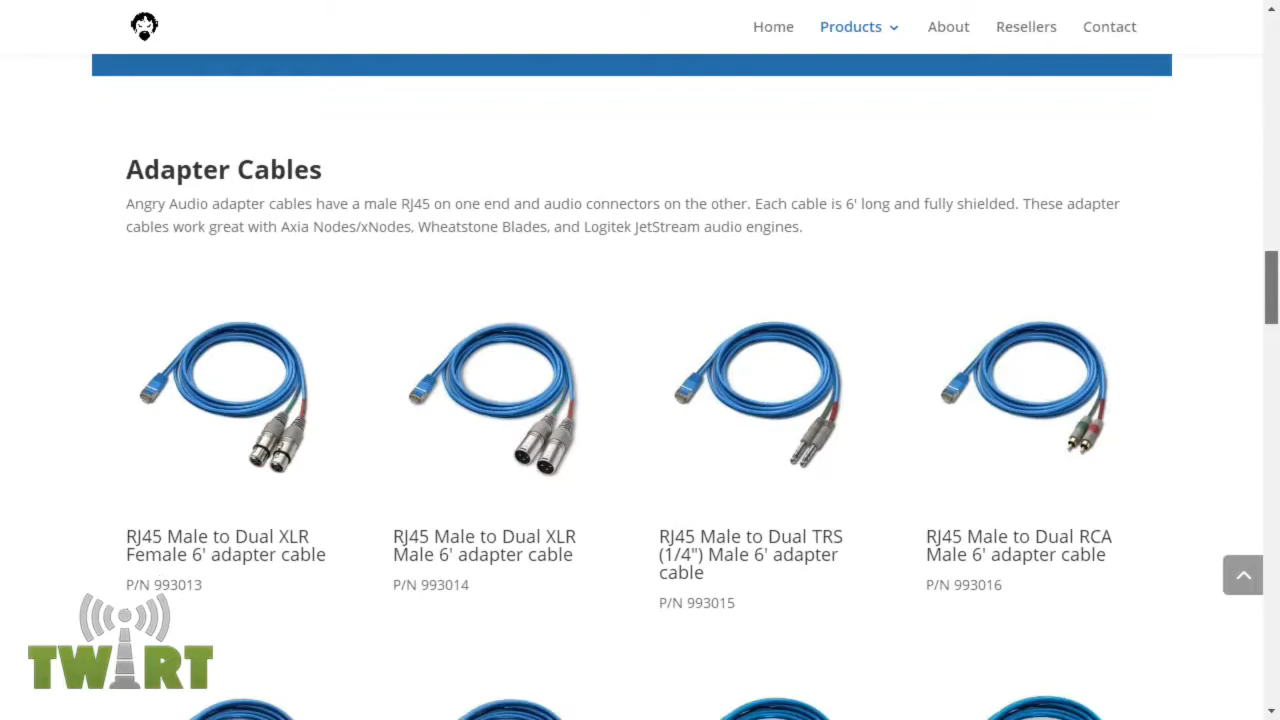 Home Products About Resellers Contact
Adapter Cables
Angry Audio adapter cables have a male RJ45 on one end and audio connectors on the other. Each cable is 6' long and fully shielded. These adapter
cables work great with Axia Nodes/xNodes, Wheatstone Blades, and Logitek JetStream audio engines.
RJ45 Male to Dual XLR
Female 6' adapter cable
P/N 993013
RJ45 Male to Dual XLR
Male 6' adapter cable
P/N 993014
RJ45 Male to Dual TRS
(1/4") Male 6' adapter
cable
P/N 993015
RJ45 Male to Dual RCA
Male 6' adapter cable
P/N 993016
TWIRT